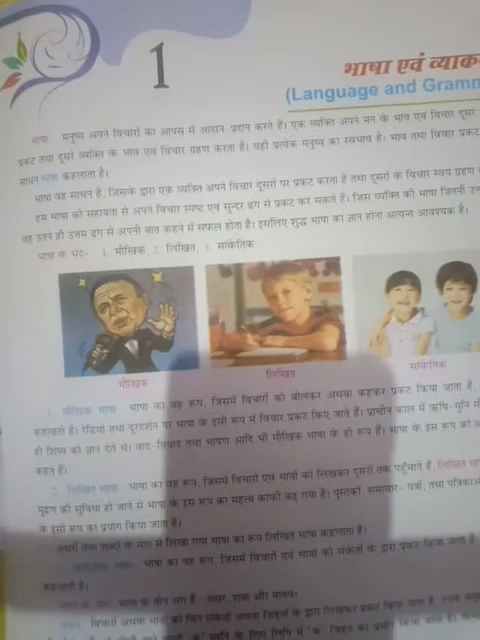 1
भाषा एवं व्याक
(Language and Gramm
भाषा- मनुष्य अपने विचारों का आपस में आदान-प्रदान करते हैं। एक व्यक्ति अपने मन के भाव एवं विचार दूसरों
प्रकट तथा दूसरे व्यक्ति के भाव एवं विचार ग्रहण करता है। यही प्रत्येक मनुष्य का स्वभाव है। भाव तथा विचार प्रकट
साधन भाषा कहलाता है।
भाषा वह साधन है, जिसके द्वारा एक व्यक्ति अपने विचार दूसरों पर प्रकट करता है तथा दूसरों के विचार स्वयं ग्रहण
हम भाषा की सहायता से अपने विचार स्पष्ट एवं सुन्दर ढंग से प्रकट कर सकते हैं। जिस व्यक्ति को भाषा जितनी
वह उतने ही उत्तम ढंग से अपनी बात कहने में सफल होता है। इसलिए शुद्ध भाषा का ज्ञान होना अत्यन्त आवश्यक है।
भाषा के भेद- 1. मौखिक, 2. लिखित, 3. सांकेतिक
मौखिक लिखित सांकेतिक
1. मौखिक भाषा- भाषा का वह रूप, जिसमें विचारों को बोलकर अथवा कहकर प्रकट किया जाता है,
कहलाती है। रेडियो तथा दूरदर्शन पर भाषा के इसी रूप में विचार प्रकट किए जाते हैं। प्राचीन काल में ऋषि-मुनि
ही शिष्य को ज्ञान देते थे। वाद-विवाद तथा भाषण आदि भी मौखिक भाषा के ही रूप हैं। भाषा के इस रूप को
कहते हैं।
2. लिखित भाषा- भाषा का वह रूप, जिसमें विचारों एवं भावों को लिखकर दूसरों तक पहुँचाते हैं, लिखित
मुद्रण की सुविधा हो जाने से भाषा के इस रूप का महत्त्व काफी बढ़ गया है। पुस्तकों, समाचार-पत्रों, तथा
के इसी रूप का प्रयोग किया जाता है।
अक्षरों तथा शब्दों के मेल से लिखा गया भाषा का रूप लिखित भाषा कहलाता है।
भाषा- भाषा का वह रूप, जिसमें विचारों एवं भावों को संकेतों के द्वारा प्रकट किया जाता है
कहलाती है।
भाषा के तीन अंग हैं- अक्षर, शब्द और वाक्य।
विचारों अथवा भावों को जिन संकेतों अथवा चिह्नों के द्वारा लिखकर प्रकट किया जाता है,